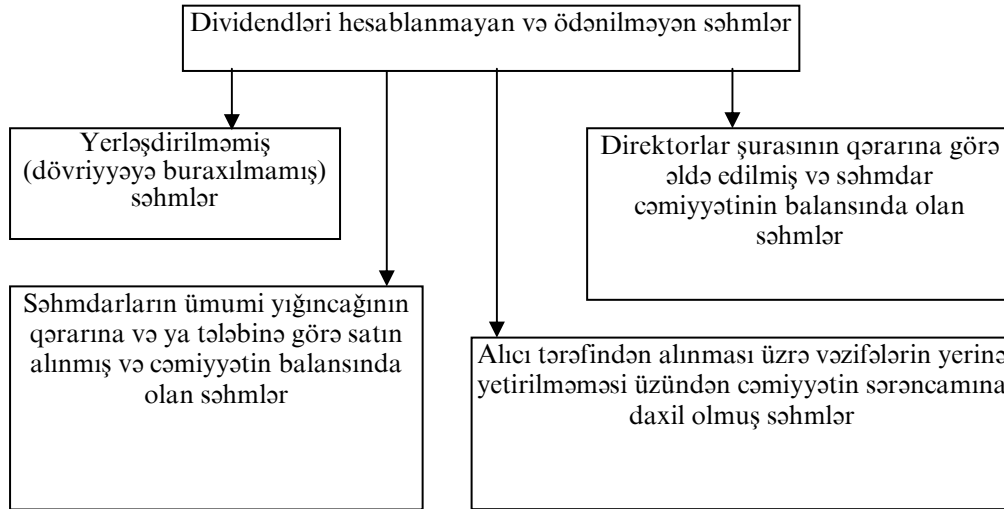 Dividendləri hesablanmayan və ödənilməyən səhmlər
Yerləşdirilməmiş
(dövriyyəyə buraxılmamış)
səhmlər
Direktorlar şurasının qərarına görə
əldə edilmiş və səhmdar
cəmiyyətinin balansında olan
səhmlər
Səhmdarların ümumi yığıncağının
qərarına və ya tələbinə görə satın
alınmış və cəmiyyətin balansında
olan səhmlər
Alıcı tərəfindən alınması üzrə vəzifələrin yerinə
yetirilməməsi üzündən cəmiyyətin sərəncamına
daxil olmuş səhmlər